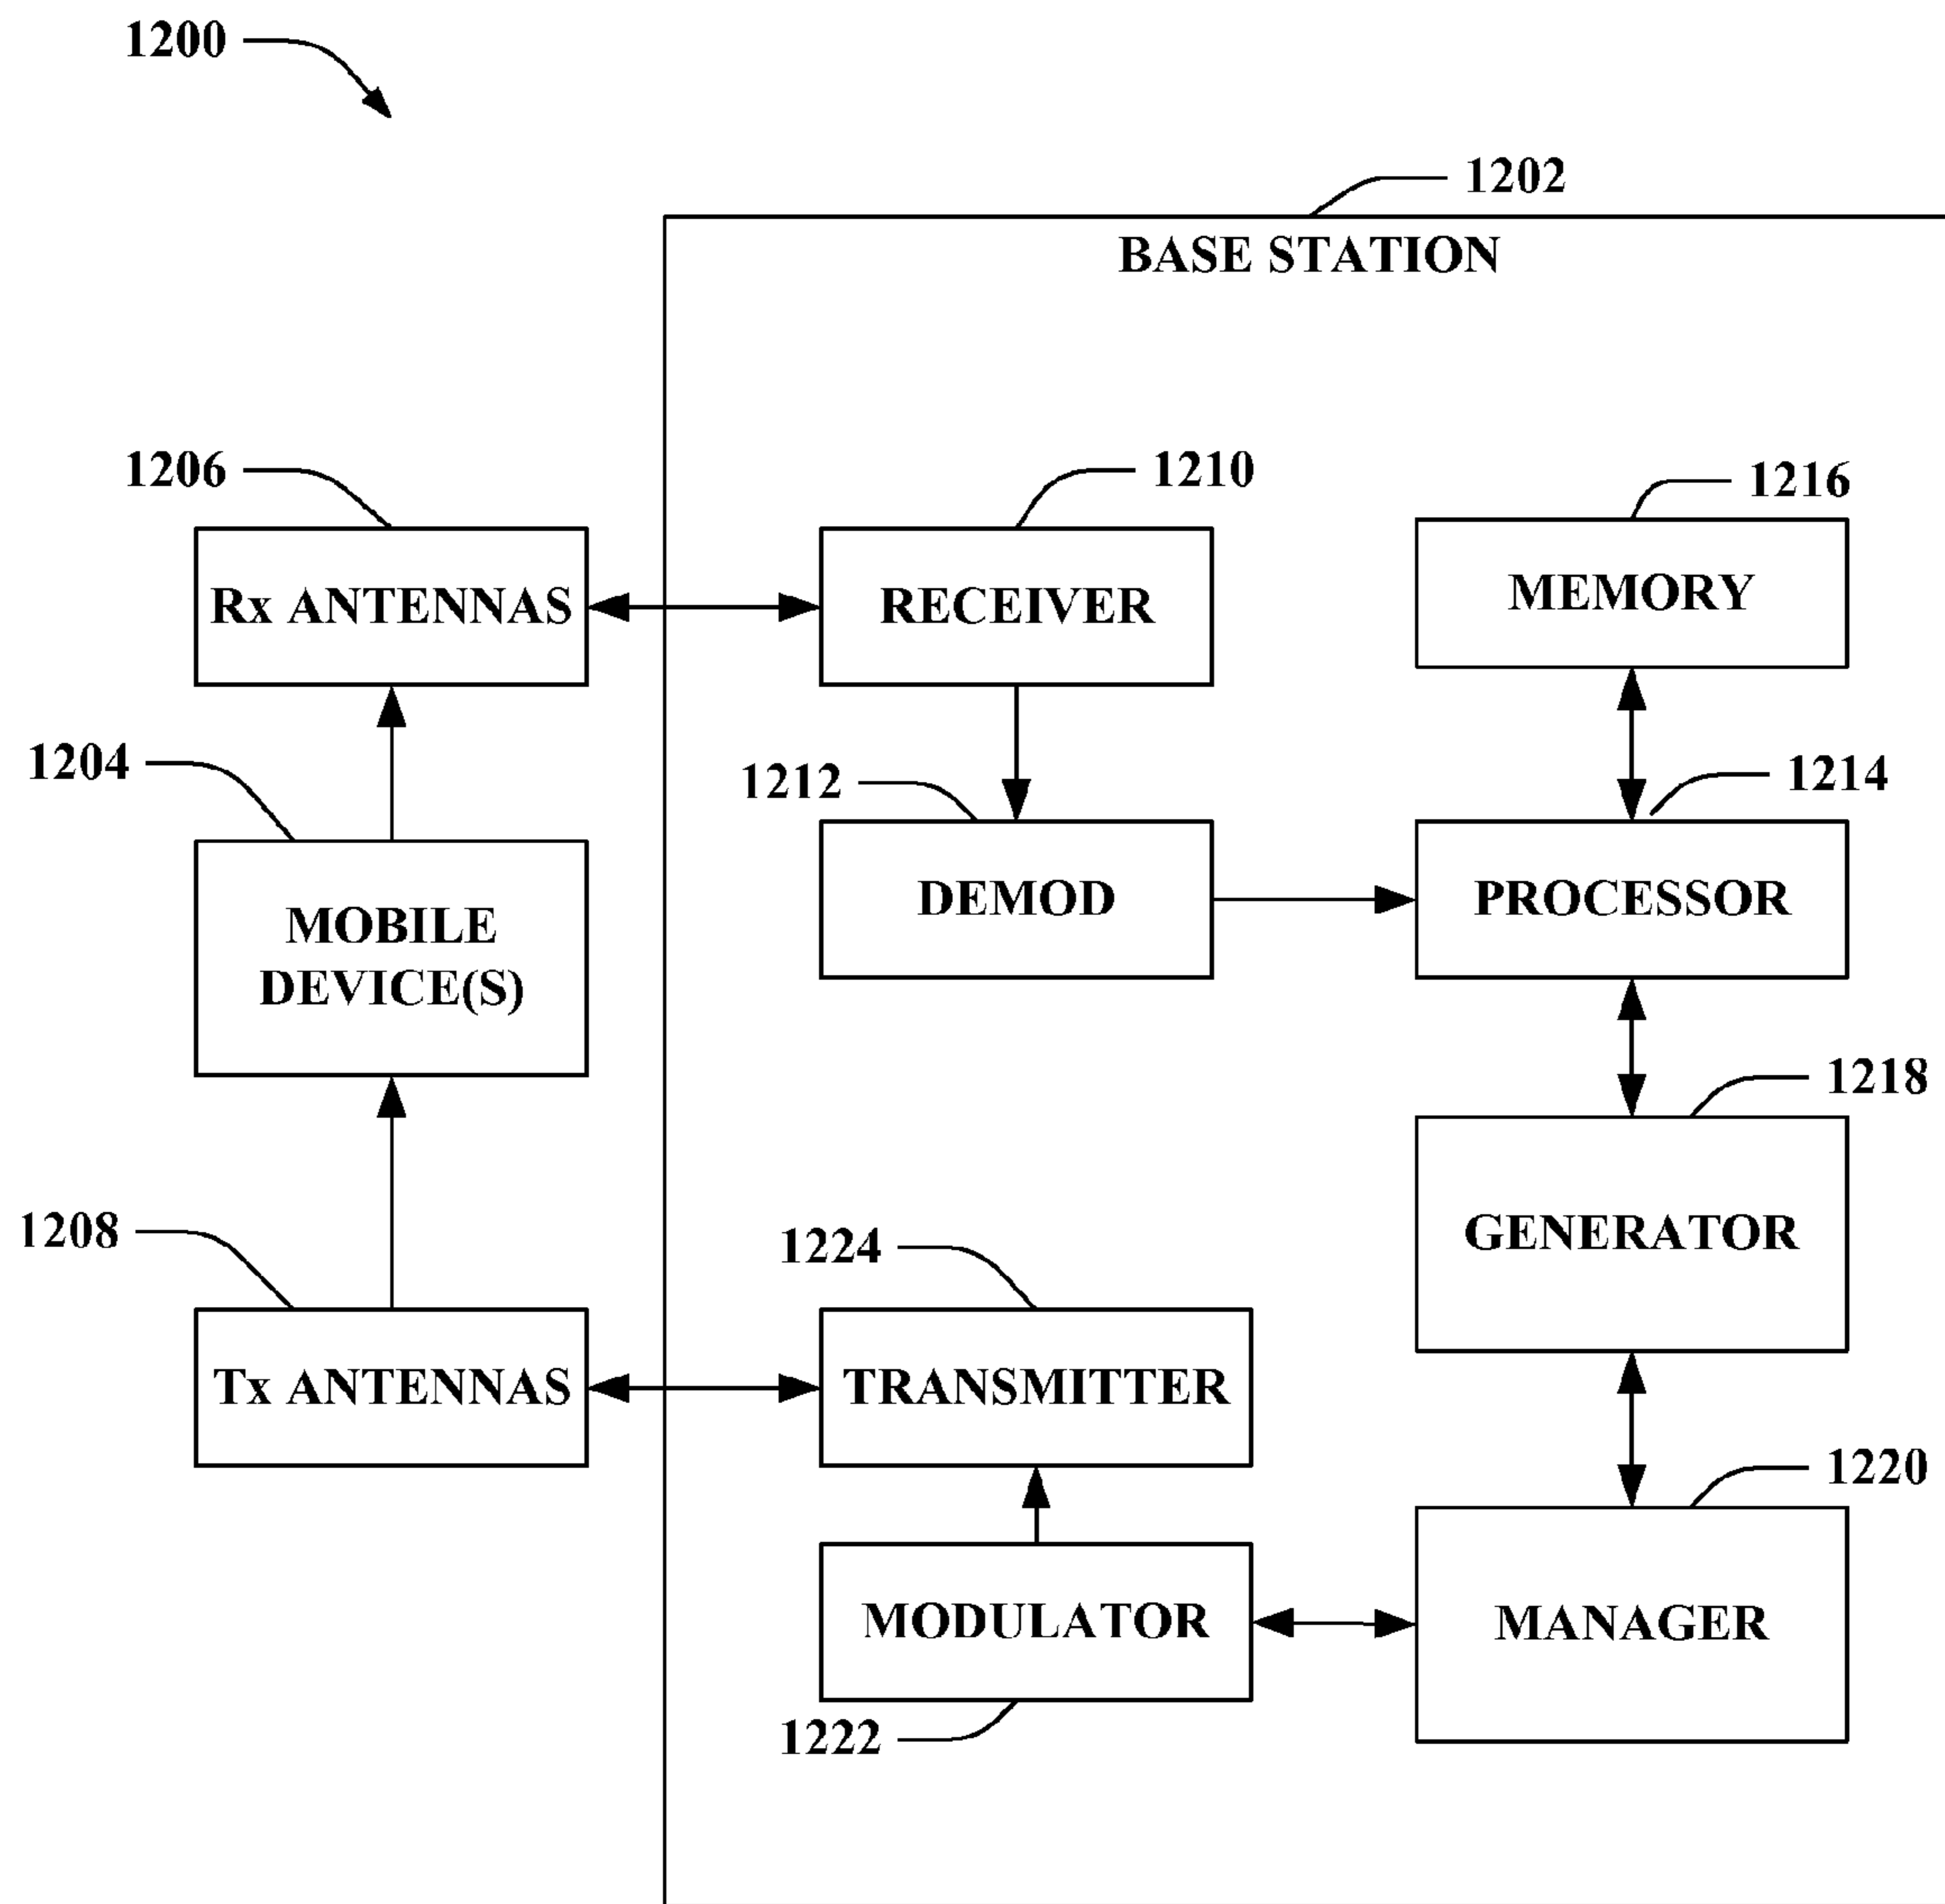 1200
1202
BASE STATION
1206
1210
1216
Rx ANTENNAS
RECEIVER
MEMORY
1204
1212
1214
MOBILE
DEVICE(S)
DEMOD
PROCESSOR
1218
1208
1224
GENERATOR
Tx ANTENNAS
TRANSMITTER
1220
MODULATOR
MANAGER
1222